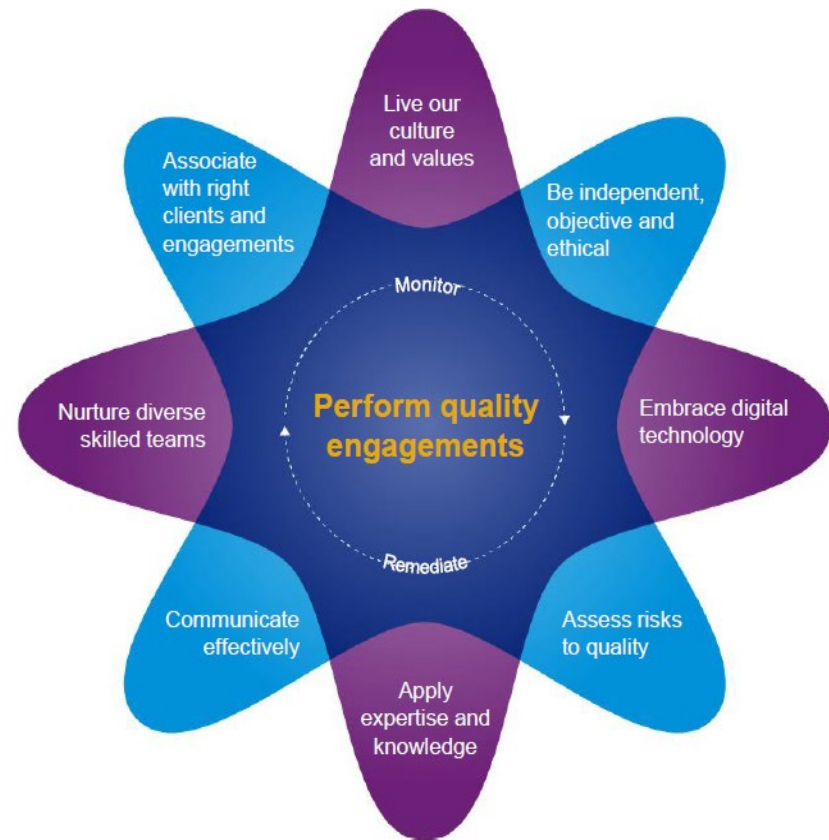 Live our
culture
and values
Associate
with right
clients and
engagements
Be independent,
objective and
ethical
Monitor
Nurture diverse
skilled teams
Perform quality
engagements
Embrace digital
technology
Remediate
Communicate
effectively
Assess risks
to quality
Apply
expertise and
knowledge